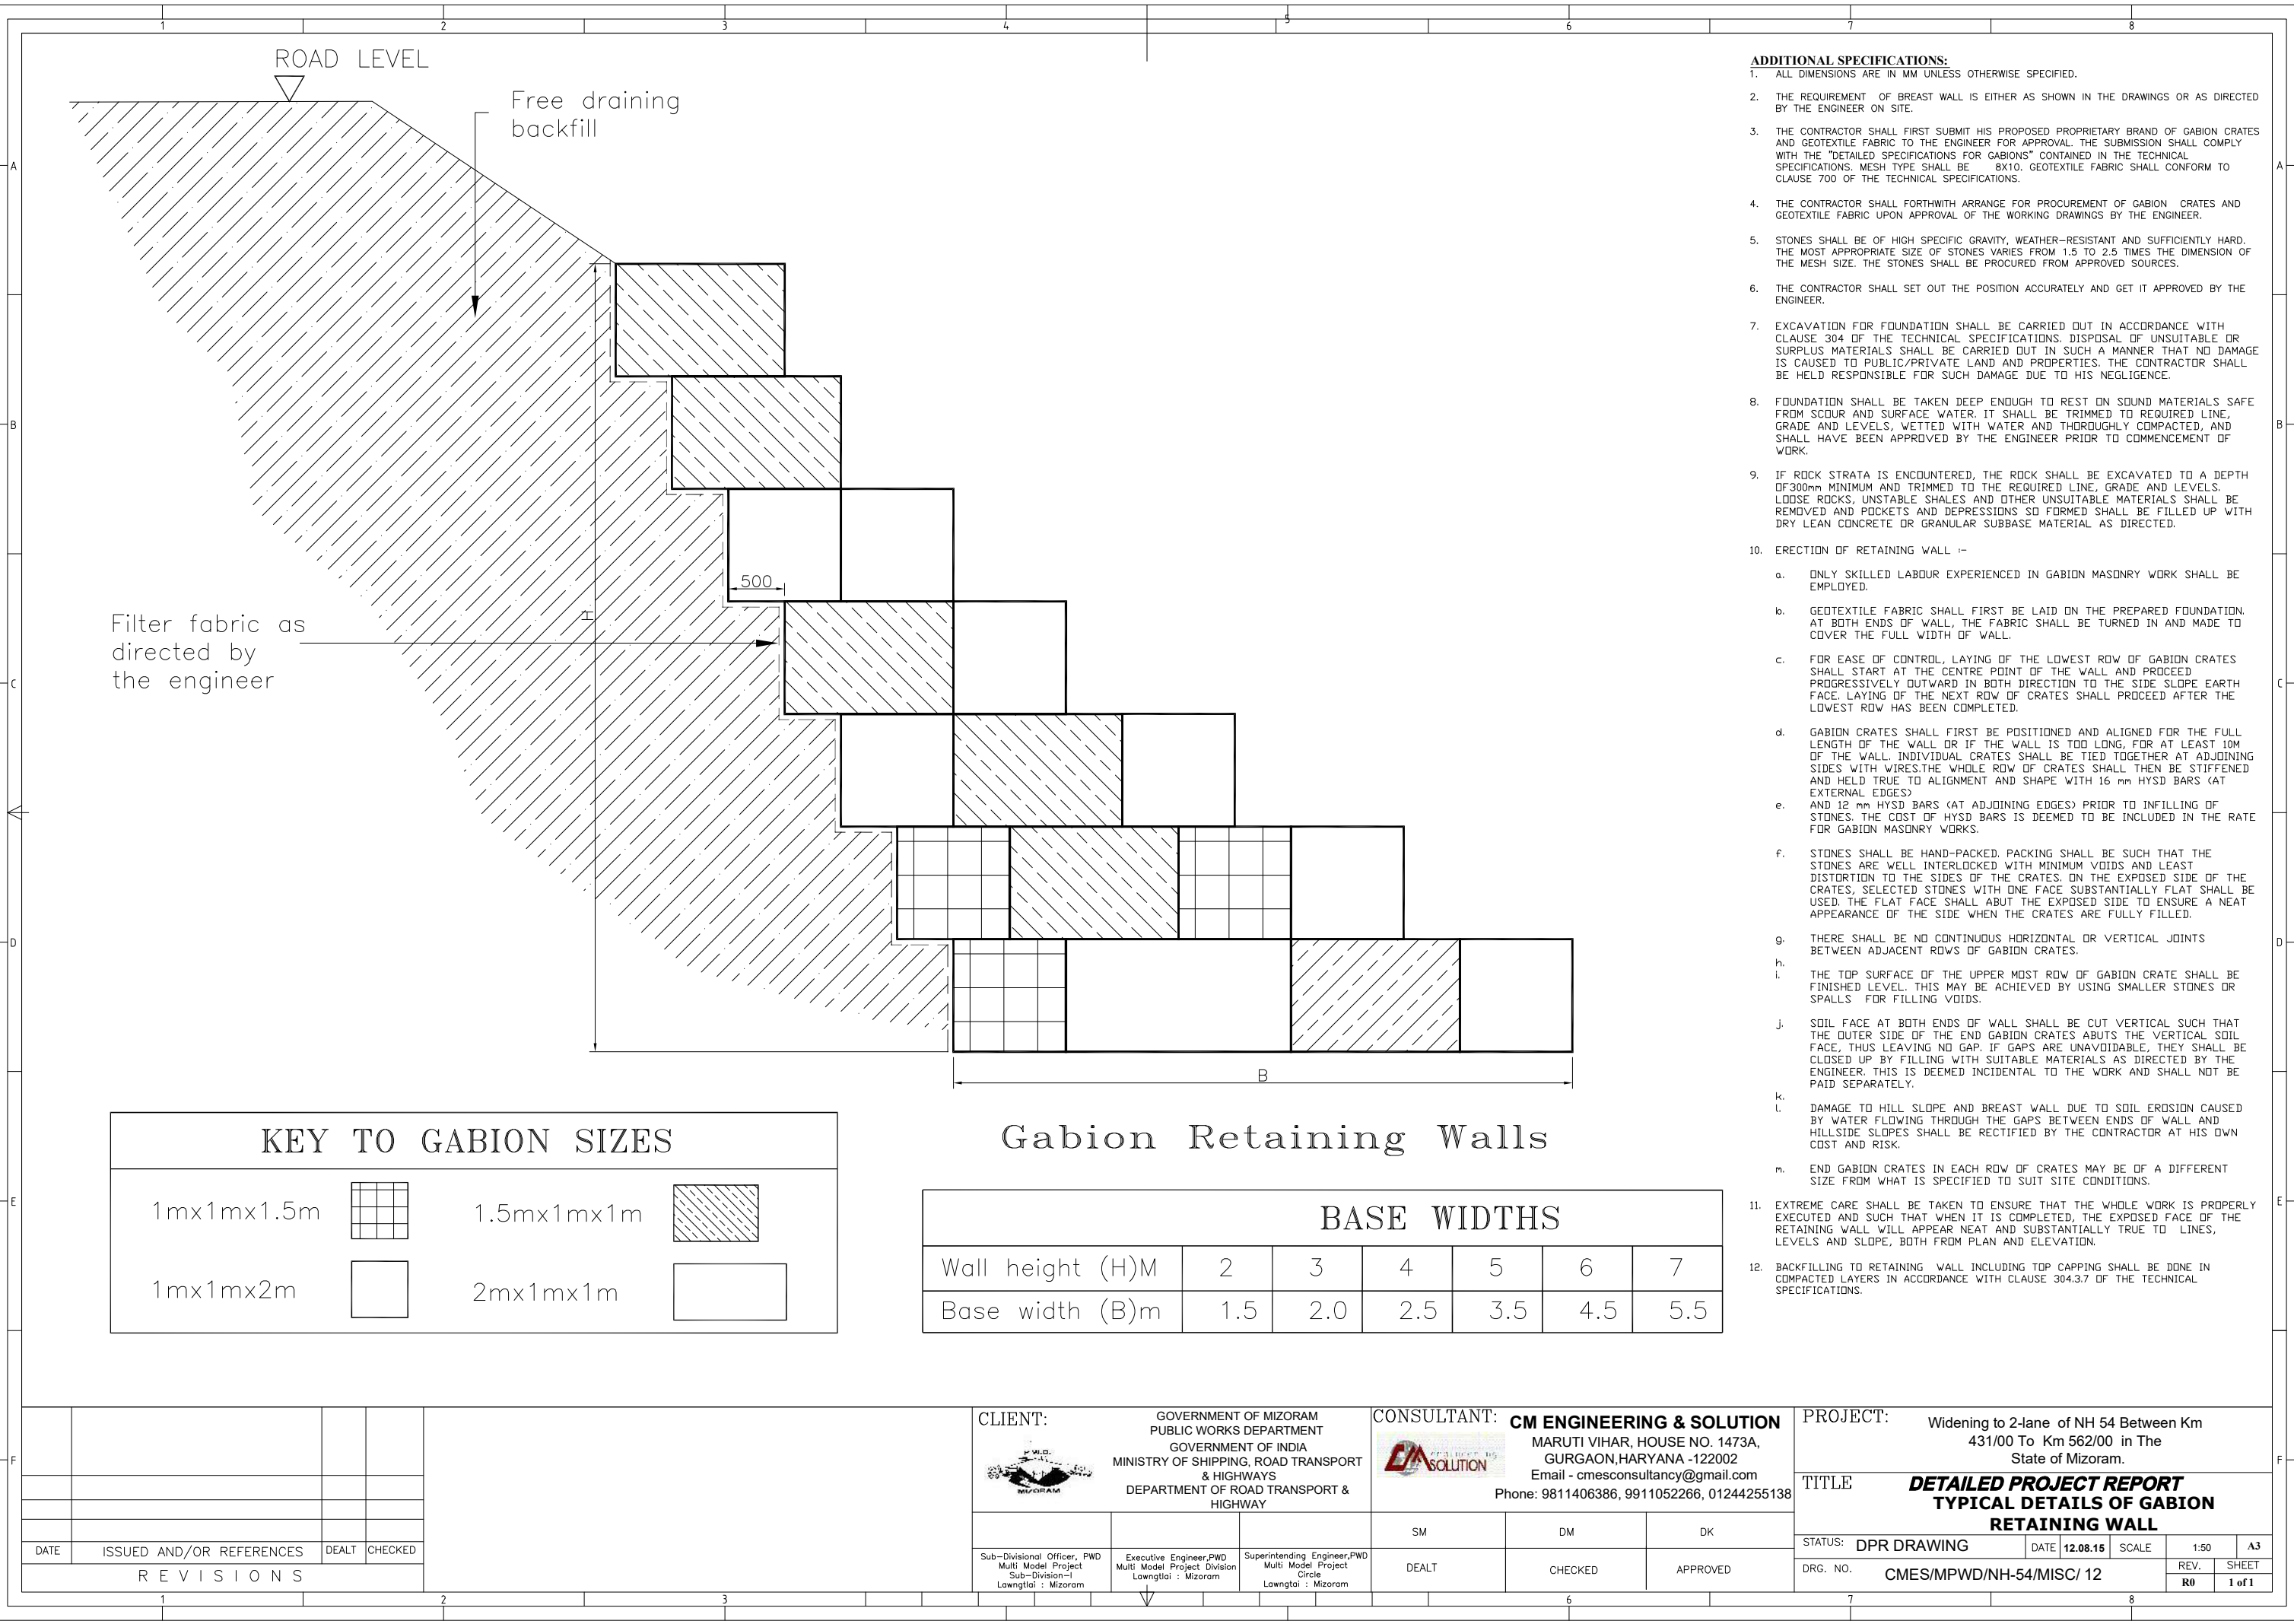 1 2 3 4 5 6 7 8
A B C D E F
A B C D E F
ROAD LEVEL
Free draining
backfill
500
H
Filter fabric as
directed by
the engineer
B
KEY TO GABION SIZES
1mx1mx1.5m 1.5mx1mx1m
1mx1mx2m 2mx1mx1m
Gabion Retaining Walls
BASE WIDTHS
Wall height (H)M 2 3 4 5 6 7
Base width (B)m 1.5 2.0 2.5 3.5 4.5 5.5
ADDITIONAL SPECIFICATIONS:
1. ALL DIMENSIONS ARE IN MM UNLESS OTHERWISE SPECIFIED.
2. THE REQUIREMENT OF BREAST WALL IS EITHER AS SHOWN IN THE DRAWINGS OR AS DIRECTED
BY THE ENGINEER ON SITE.
3. THE CONTRACTOR SHALL FIRST SUBMIT HIS PROPOSED PROPRIETARY BRAND OF GABION CRATES
AND GEOTEXTILE FABRIC TO THE ENGINEER FOR APPROVAL. THE SUBMISSION SHALL COMPLY
WITH THE "DETAILED SPECIFICATIONS FOR GABIONS" CONTAINED IN THE TECHNICAL
SPECIFICATIONS. MESH TYPE SHALL BE 8X10. GEOTEXTILE FABRIC SHALL CONFORM TO
CLAUSE 700 OF THE TECHNICAL SPECIFICATIONS.
4. THE CONTRACTOR SHALL FORTHWITH ARRANGE FOR PROCUREMENT OF GABION CRATES AND
GEOTEXTILE FABRIC UPON APPROVAL OF THE WORKING DRAWINGS BY THE ENGINEER.
5. STONES SHALL BE OF HIGH SPECIFIC GRAVITY, WEATHER-RESISTANT AND SUFFICIENTLY HARD.
THE MOST APPROPRIATE SIZE OF STONES VARIES FROM 1.5 TO 2.5 TIMES THE DIMENSION OF
THE MESH SIZE. THE STONES SHALL BE PROCURED FROM APPROVED SOURCES.
6. THE CONTRACTOR SHALL SET OUT THE POSITION ACCURATELY AND GET IT APPROVED BY THE
ENGINEER.
7. EXCAVATION FOR FOUNDATION SHALL BE CARRIED OUT IN ACCORDANCE WITH
CLAUSE 304 OF THE TECHNICAL SPECIFICATIONS. DISPOSAL OF UNSUITABLE OR
SURPLUS MATERIALS SHALL BE CARRIED OUT IN SUCH A MANNER THAT NO DAMAGE
IS CAUSED TO PUBLIC/PRIVATE LAND AND PROPERTIES. THE CONTRACTOR SHALL
BE HELD RESPONSIBLE FOR SUCH DAMAGE DUE TO HIS NEGLIGENCE.
8. FOUNDATION SHALL BE TAKEN DEEP ENOUGH TO REST ON SOUND MATERIALS SAFE
FROM SCOUR AND SURFACE WATER. IT SHALL BE TRIMMED TO REQUIRED LINE,
GRADE AND LEVELS, WETTED WITH WATER AND THOROUGHLY COMPACTED, AND
SHALL HAVE BEEN APPROVED BY THE ENGINEER PRIOR TO COMMENCEMENT OF
WORK.
9. IF ROCK STRATA IS ENCOUNTERED, THE ROCK SHALL BE EXCAVATED TO A DEPTH
OF300mm MINIMUM AND TRIMMED TO THE REQUIRED LINE, GRADE AND LEVELS.
LOOSE ROCKS, UNSTABLE SHALES AND OTHER UNSUITABLE MATERIALS SHALL BE
REMOVED AND POCKETS AND DEPRESSIONS SO FORMED SHALL BE FILLED UP WITH
DRY LEAN CONCRETE OR GRANULAR SUBBASE MATERIAL AS DIRECTED.
10. ERECTION OF RETAINING WALL :-
a. ONLY SKILLED LABOUR EXPERIENCED IN GABION MASONRY WORK SHALL BE
EMPLOYED.
b. GEOTEXTILE FABRIC SHALL FIRST BE LAID ON THE PREPARED FOUNDATION.
AT BOTH ENDS OF WALL, THE FABRIC SHALL BE TURNED IN AND MADE TO
COVER THE FULL WIDTH OF WALL.
c. FOR EASE OF CONTROL, LAYING OF THE LOWEST ROW OF GABION CRATES
SHALL START AT THE CENTRE POINT OF THE WALL AND PROCEED
PROGRESSIVELY OUTWARD IN BOTH DIRECTION TO THE SIDE SLOPE EARTH
FACE. LAYING OF THE NEXT ROW OF CRATES SHALL PROCEED AFTER THE
LOWEST ROW HAS BEEN COMPLETED.
d. GABION CRATES SHALL FIRST BE POSITIONED AND ALIGNED FOR THE FULL
LENGTH OF THE WALL OR IF THE WALL IS TOO LONG, FOR AT LEAST 10M
OF THE WALL. INDIVIDUAL CRATES SHALL BE TIED TOGETHER AT ADJOINING
SIDES WITH WIRES.THE WHOLE ROW OF CRATES SHALL THEN BE STIFFENED
AND HELD TRUE TO ALIGNMENT AND SHAPE WITH 16 mm HYSD BARS (AT
EXTERNAL EDGES)
e. AND 12 mm HYSD BARS (AT ADJOINING EDGES) PRIOR TO INFILLING OF
STONES. THE COST OF HYSD BARS IS DEEMED TO BE INCLUDED IN THE RATE
FOR GABION MASONRY WORKS.
f. STONES SHALL BE HAND-PACKED. PACKING SHALL BE SUCH THAT THE
STONES ARE WELL INTERLOCKED WITH MINIMUM VOIDS AND LEAST
DISTORTION TO THE SIDES OF THE CRATES. ON THE EXPOSED SIDE OF THE
CRATES, SELECTED STONES WITH ONE FACE SUBSTANTIALLY FLAT SHALL BE
USED. THE FLAT FACE SHALL ABUT THE EXPOSED SIDE TO ENSURE A NEAT
APPEARANCE OF THE SIDE WHEN THE CRATES ARE FULLY FILLED.
g. THERE SHALL BE NO CONTINUOUS HORIZONTAL OR VERTICAL JOINTS
BETWEEN ADJACENT ROWS OF GABION CRATES.
h.
i. THE TOP SURFACE OF THE UPPER MOST ROW OF GABION CRATE SHALL BE
FINISHED LEVEL. THIS MAY BE ACHIEVED BY USING SMALLER STONES OR
SPALLS FOR FILLING VOIDS.
j. SOIL FACE AT BOTH ENDS OF WALL SHALL BE CUT VERTICAL SUCH THAT
THE OUTER SIDE OF THE END GABION CRATES ABUTS THE VERTICAL SOIL
FACE, THUS LEAVING NO GAP. IF GAPS ARE UNAVOIDABLE, THEY SHALL BE
CLOSED UP BY FILLING WITH SUITABLE MATERIALS AS DIRECTED BY THE
ENGINEER. THIS IS DEEMED INCIDENTAL TO THE WORK AND SHALL NOT BE
PAID SEPARATELY.
k.
l. DAMAGE TO HILL SLOPE AND BREAST WALL DUE TO SOIL EROSION CAUSED
BY WATER FLOWING THROUGH THE GAPS BETWEEN ENDS OF WALL AND
HILLSIDE SLOPES SHALL BE RECTIFIED BY THE CONTRACTOR AT HIS OWN
COST AND RISK.
m. END GABION CRATES IN EACH ROW OF CRATES MAY BE OF A DIFFERENT
SIZE FROM WHAT IS SPECIFIED TO SUIT SITE CONDITIONS.
11. EXTREME CARE SHALL BE TAKEN TO ENSURE THAT THE WHOLE WORK IS PROPERLY
EXECUTED AND SUCH THAT WHEN IT IS COMPLETED, THE EXPOSED FACE OF THE
RETAINING WALL WILL APPEAR NEAT AND SUBSTANTIALLY TRUE TO LINES,
LEVELS AND SLOPE, BOTH FROM PLAN AND ELEVATION.
12. BACKFILLING TO RETAINING WALL INCLUDING TOP CAPPING SHALL BE DONE IN
COMPACTED LAYERS IN ACCORDANCE WITH CLAUSE 304.3.7 OF THE TECHNICAL
SPECIFICATIONS.
DATE ISSUED AND/OR REFERENCES DEALT CHECKED
REVISIONS
CLIENT:
P.W.D.
MIZORAM
GOVERNMENT OF MIZORAM
PUBLIC WORKS DEPARTMENT
GOVERNMENT OF INDIA
MINISTRY OF SHIPPING, ROAD TRANSPORT
& HIGHWAYS
DEPARTMENT OF ROAD TRANSPORT &
HIGHWAY
Sub-Divisional Officer, PWD
Multi Model Project
Sub-Division-I
Lawngtlai : Mizoram
Executive Engineer,PWD
Multi Model Project Division
Lawngtlai : Mizoram
Superintending Engineer,PWD
Multi Model Project
Circle
Lawngtai : Mizoram
CONSULTANT:
CM
SOLUTION
CM ENGINEERING & SOLUTION
MARUTI VIHAR, HOUSE NO. 1473A,
GURGAON,HARYANA -122002
Email - cmesconsultancy@gmail.com
Phone: 9811406386, 9911052266, 01244255138
SM DM DK
DEALT CHECKED APPROVED
PROJECT:
Widening to 2-lane of NH 54 Between Km
431/00 To Km 562/00 in The
State of Mizoram.
TITLE
DETAILED PROJECT REPORT
TYPICAL DETAILS OF GABION
RETAINING WALL
STATUS: DPR DRAWING DATE 12.08.15 SCALE 1:50 A3
DRG. NO. CMES/MPWD/NH-54/MISC/ 12 REV. R0 SHEET 1 of 1
1 2 3 6 7 8